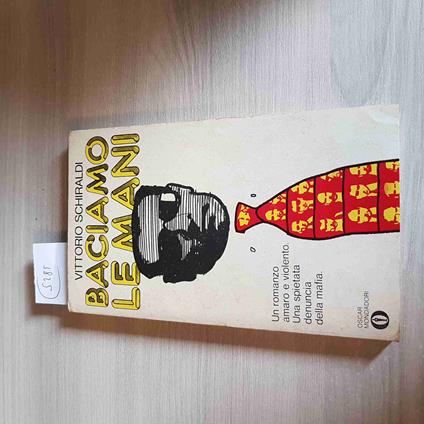 VITTORIO SCHIRALDI
BACIAMO
LE MANI
Un romanzo
amaro e violento.
Una spietata
denuncia
della mafia.
OSCAR
MONDADORI